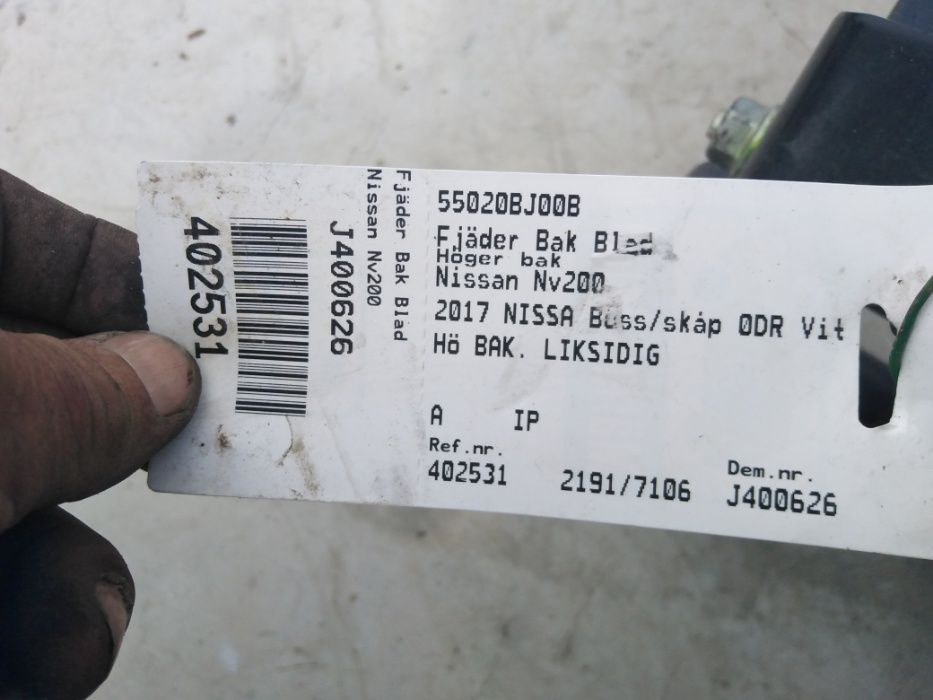 402531
J400626
Fjäder Bak Blad
Nissan Nv200
55020BJ00B
Fjäder Bak Blad
Höger bak
Nissan Nv200
2017 NISSA Buss/skåp 0DR Vit
Hö BAK. LIKSIDIG
A IP
Ref.nr.
402531 2191/7106
Dem.nr.
J400626